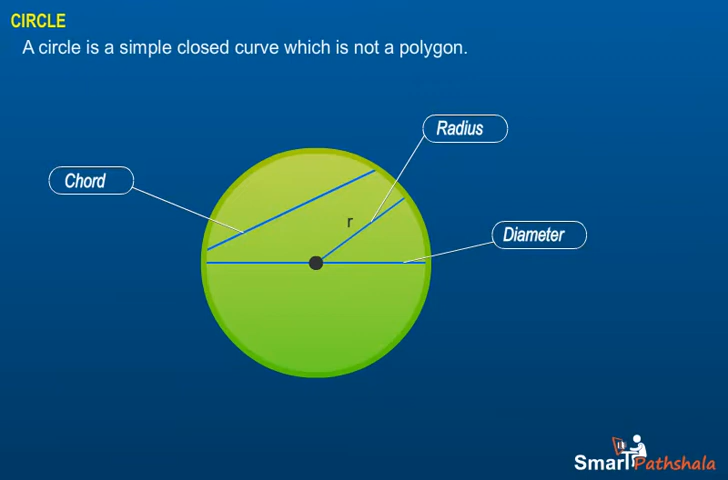 CIRCLE
A circle is a simple closed curve which is not a polygon.
Radius
Chord
r
Diameter
SmarTPathshala